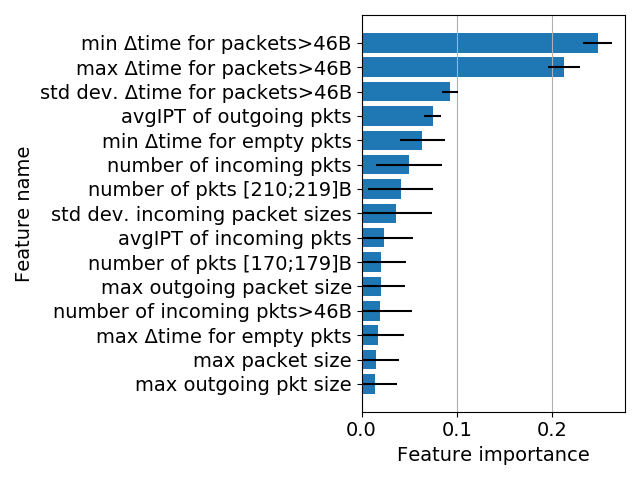 min Δtime for packets>46B
max Δtime for packets>46B
std dev. Δtime for packets>46B
avgIPT of outgoing pkts
min Δtime for empty pkts
number of incoming pkts
number of pkts [210;219]B
std dev. incoming packet sizes
avgIPT of incoming pkts
number of pkts [170;179]B
max outgoing packet size
number of incoming pkts>46B
max Δtime for empty pkts
max packet size
max outgoing pkt size
Feature name
0.0 0.1 0.2
Feature importance